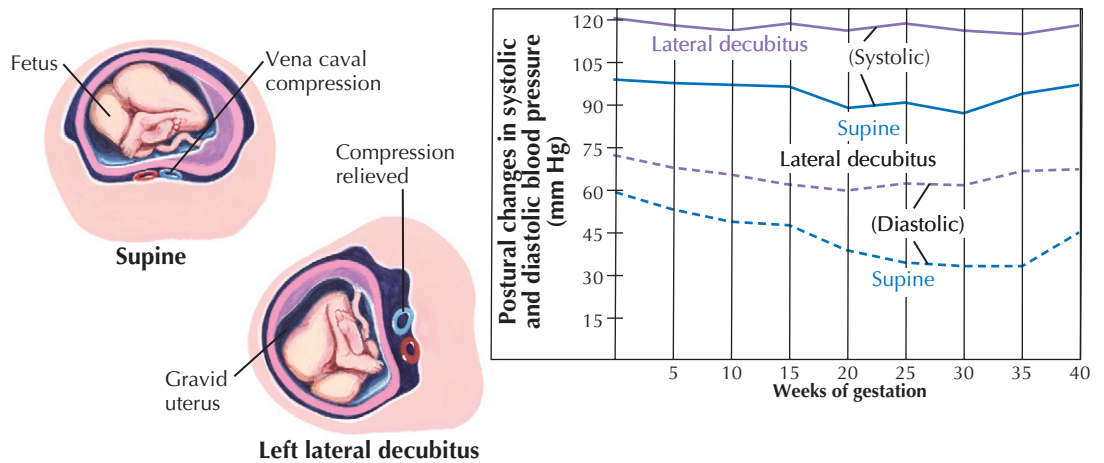 Fetus
Vena caval
compression
Supine
Compression
relieved
Gravid
uterus
Left lateral decubitus
Postural changes in systolic
and diastolic blood pressure
(mm Hg)
120
105
90
75
60
45
30
15
Lateral decubitus
(Systolic)
Supine
Lateral decubitus
(Diastolic)
Supine
5 10 15 20 25 30 35 40
Weeks of gestation